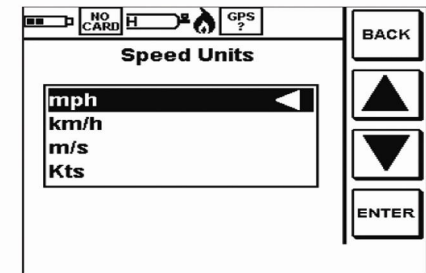 NO CARD
H
GPS ?
BACK
Speed Units
mph
km/h
m/s
Kts
ENTER